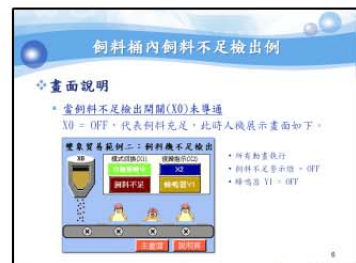 飼料桶內飼料不足檢出例
畫面說明
當飼料不足檢出開關(X0)未導通
X0 = OFF，代表飼料充足，此時人機展示畫面如下。
雙象貿易範例二：飼料機不足檢出
X0
模式切換(X1)
X2
飼料不足
蜂鳴器Y1
所有動畫執行
飼料不足警示燈 = OFF
蜂鳴器 Y1 = OFF
主畫面
說明頁
6